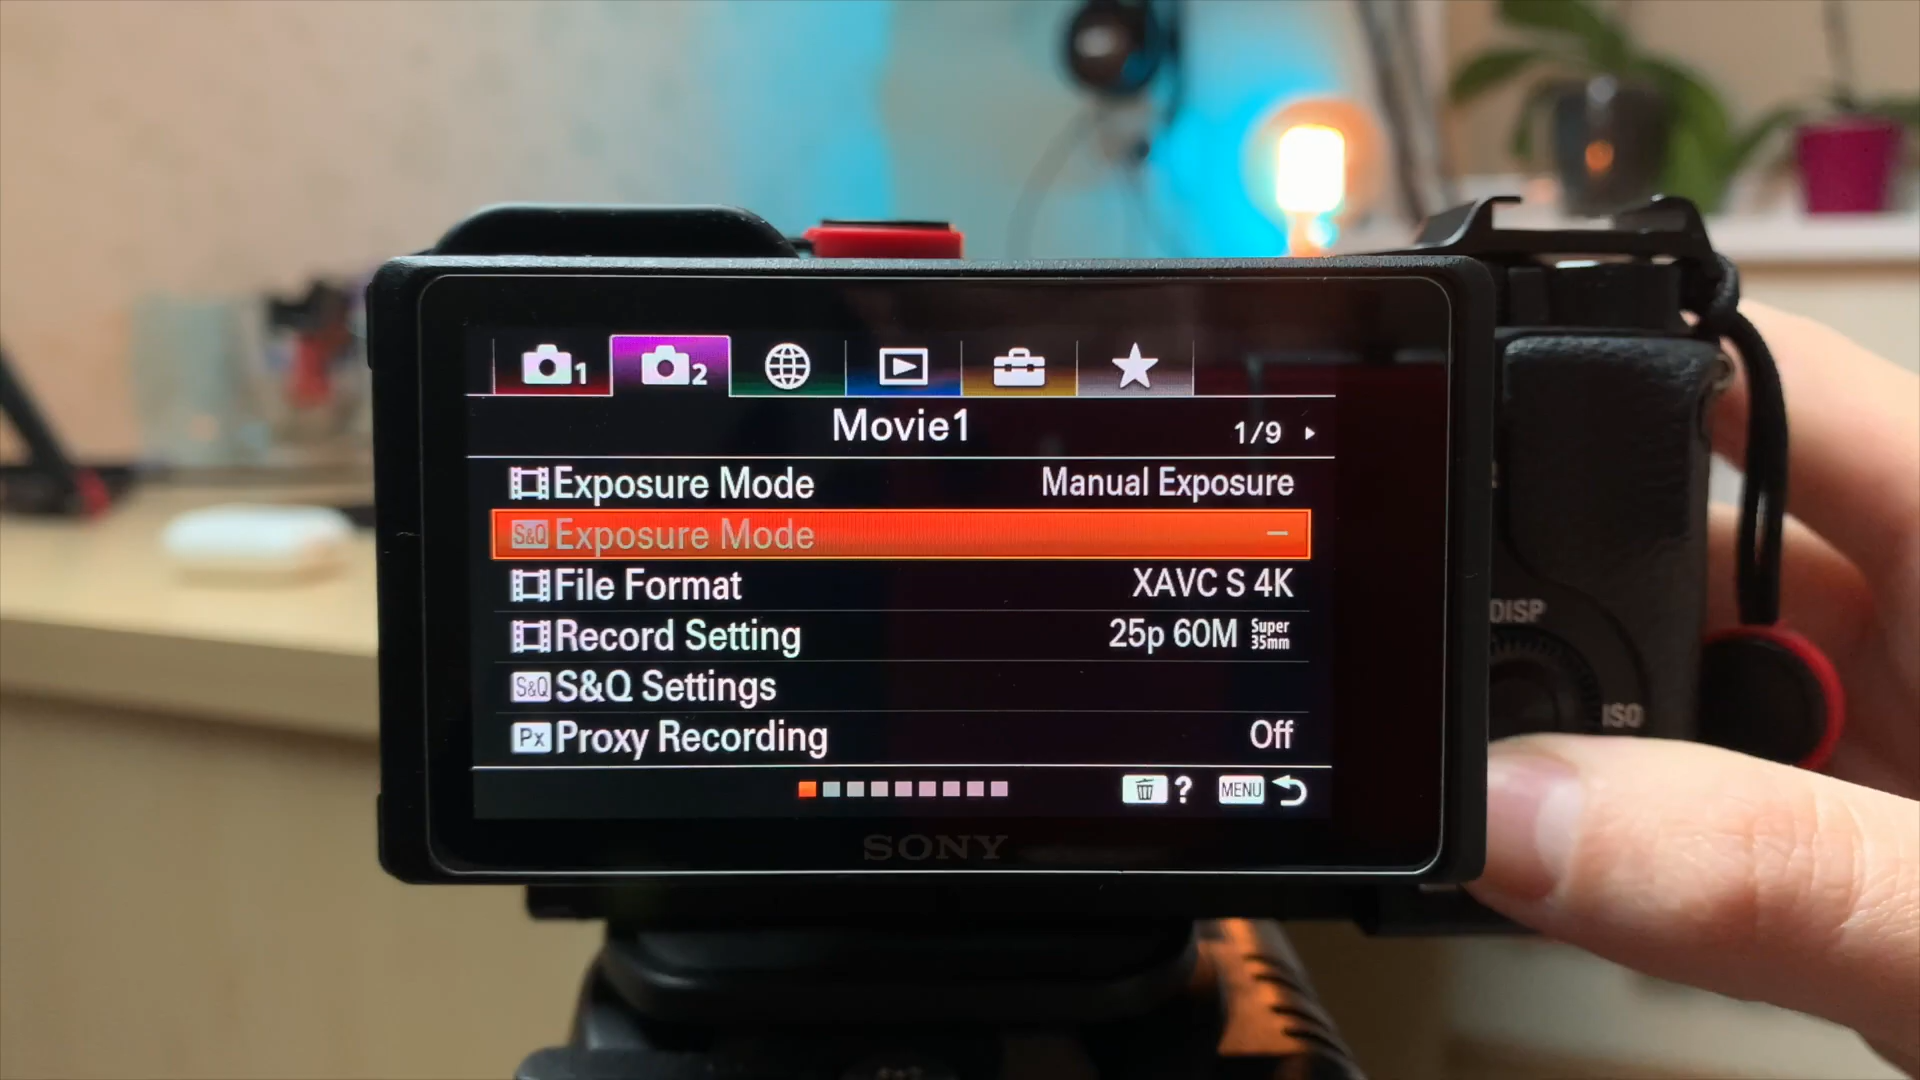 1 2
Movie1 1/9
Exposure Mode Manual Exposure
S&Q Exposure Mode –
File Format XAVC S 4K
Record Setting 25p 60M Super 35mm
S&Q S&Q Settings
Px Proxy Recording Off
? MENU
SONY
DISP
ISO